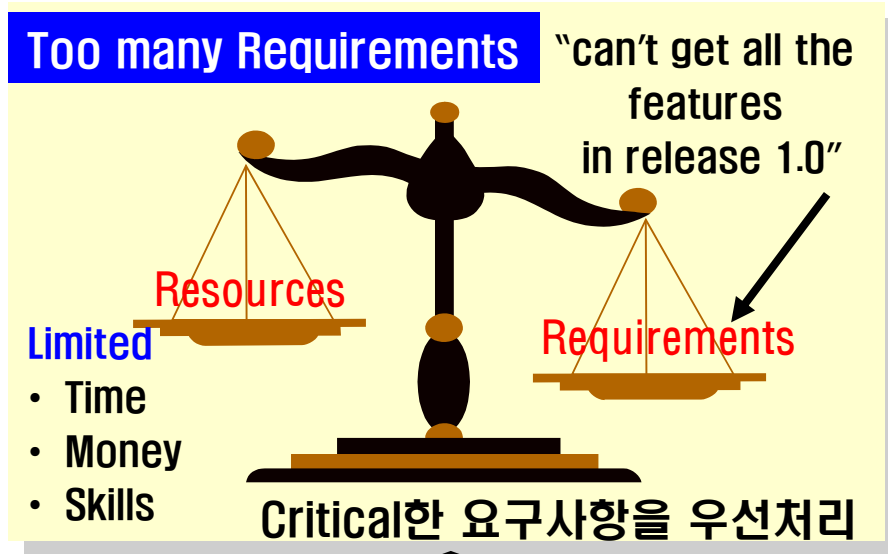 Too many Requirements
“can’t get all the
features
in release 1.0”
Resources
Requirements
Limited
• Time
• Money
• Skills
Critical한 요구사항을 우선처리